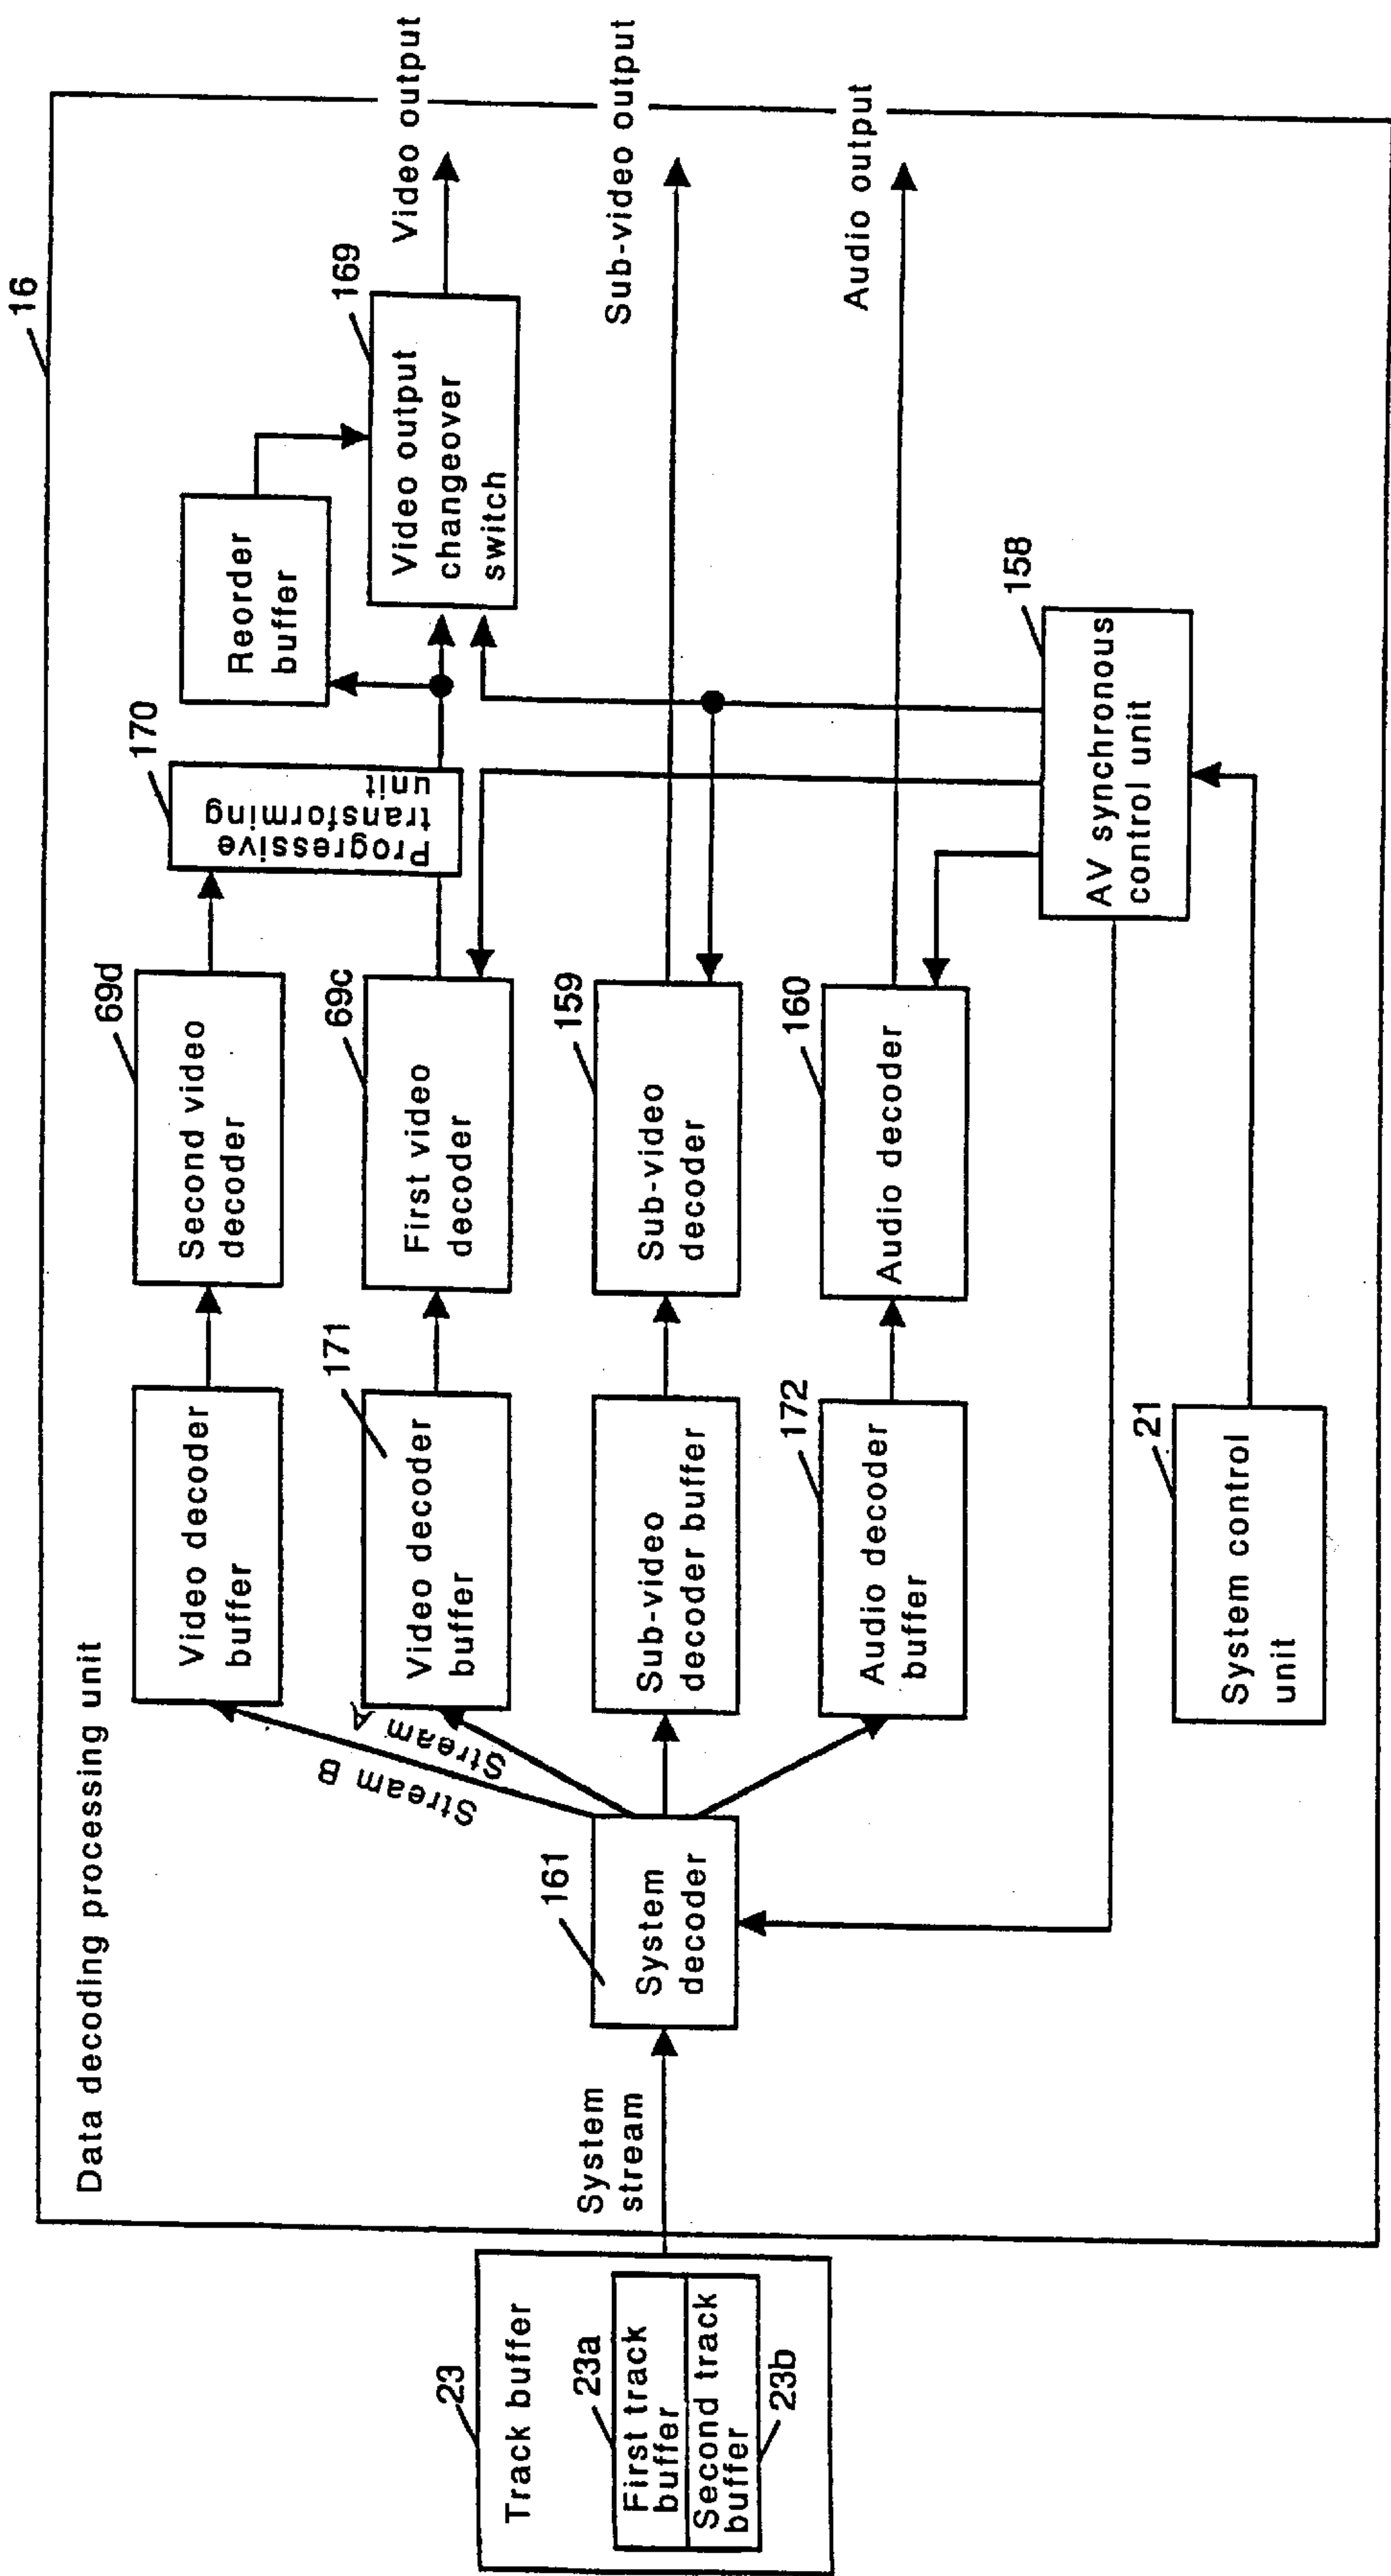 16
Data decoding processing unit
Video decoder
buffer
69d
Second video
decoder
170
Progressive
transforming
unit
Reorder
buffer
169
Video output
changeover
switch
Video output
Stream B
Stream A
171
Video decoder
buffer
69c
First video
decoder
Sub-video
decoder buffer
159
Sub-video
decoder
Sub-video output
23
Track buffer
23a
First track
buffer
Second track
buffer
23b
System
stream
161
System
decoder
172
Audio decoder
buffer
160
Audio decoder
Audio output
158
AV synchronous
control unit
21
System control
unit